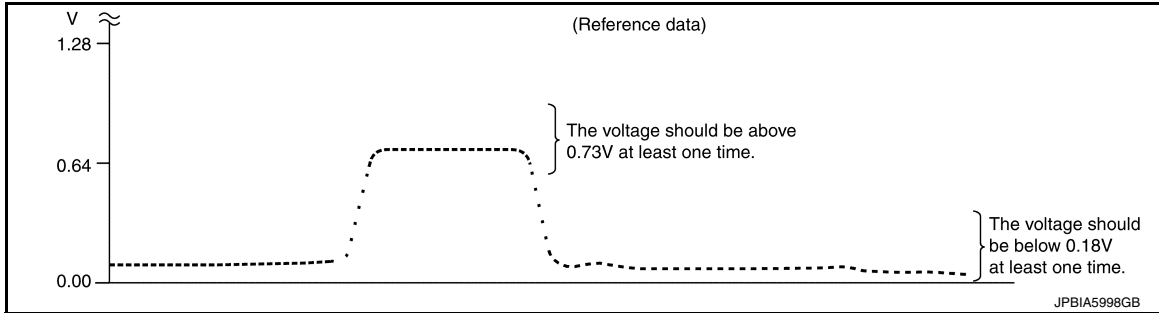 V
(Reference data)
1.28
The voltage should be above
0.73V at least one time.
0.64
The voltage should
be below 0.18V
at least one time.
0.00
JPBIA5998GB